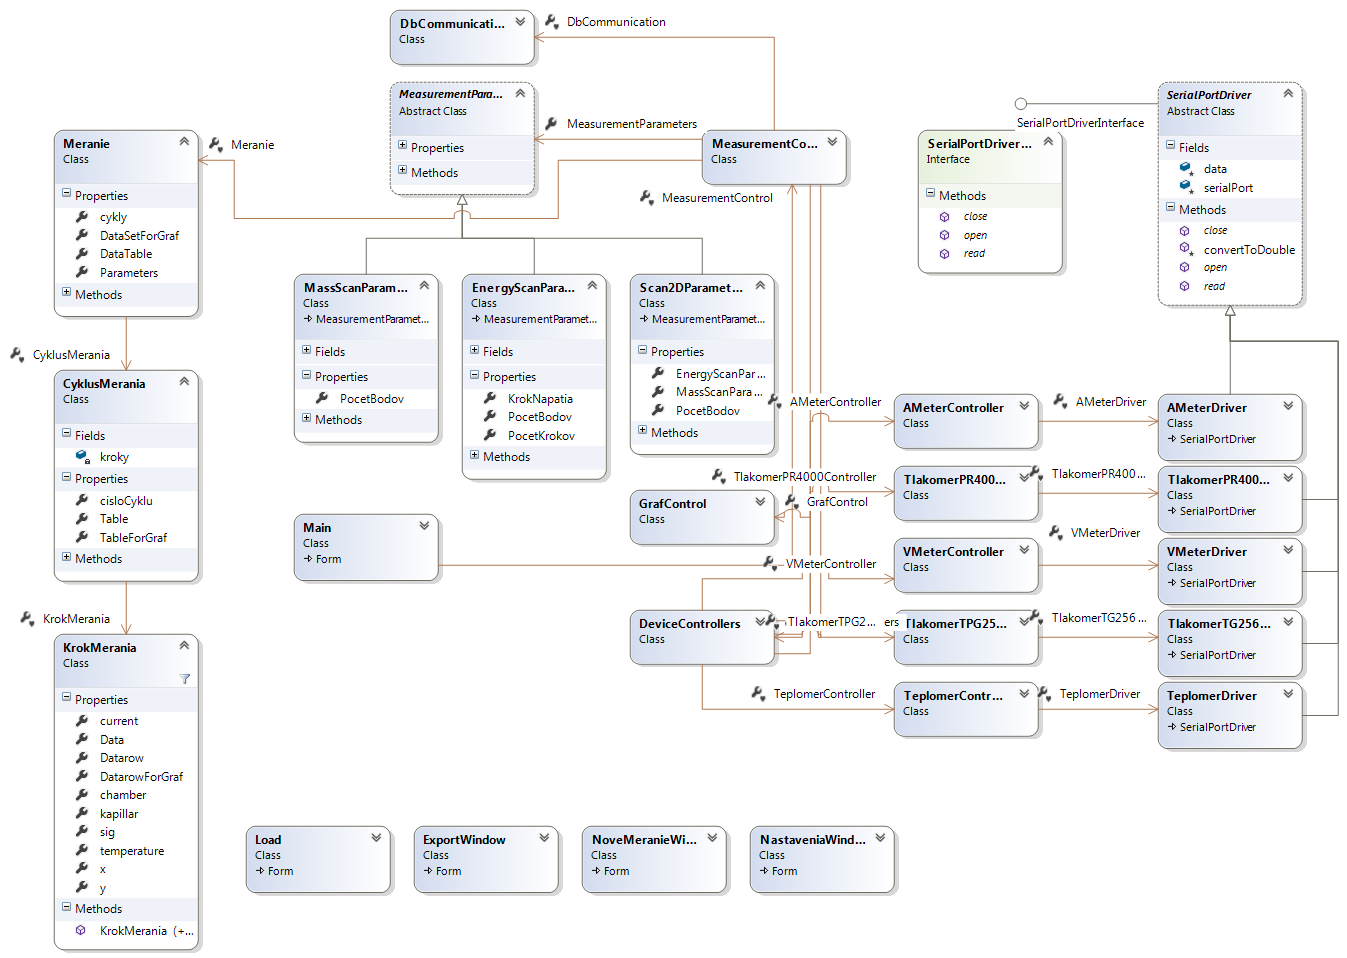 DbCommunicati...
Class
DbCommunication
MeasurementPara...
Abstract Class
Properties
Methods
MeasurementParameters
MeasurementCo...
Class
MeasurementControl
Meranie
Meranie
Class
Properties
cykly
DataSetForGraf
DataTable
Parameters
Methods
SerialPortDriverInterface
SerialPortDriver...
Interface
Methods
close
open
read
SerialPortDriver
Abstract Class
Fields
data
serialPort
Methods
close
convertToDouble
open
read
MassScanParam...
Class
MeasurementParamet...
Fields
Properties
PocetBodov
Methods
EnergyScanPara...
Class
MeasurementParamet...
Fields
Properties
KrokNapatia
PocetBodov
PocetKrokov
Methods
Scan2DParamet...
Class
MeasurementParamet...
Properties
EnergyScanPar...
MassScanPara...
PocetBodov
Methods
CyklusMerania
CyklusMerania
Class
Fields
kroky
Properties
cisloCyklu
Table
TableForGraf
Methods
AMeterController
AMeterController
Class
AMeterDriver
AMeterDriver
Class
SerialPortDriver
TlakomerPR4000Controller
TlakomerPR400...
Class
TlakomerPR400...
TlakomerPR400...
Class
SerialPortDriver
GrafControl
Class
GrafControl
Main
Class
Form
VMeterController
VMeterController
Class
VMeterDriver
VMeterDriver
Class
SerialPortDriver
DeviceControllers
Class
TlakomerTPG2...
ers
TlakomerTPG25...
Class
TlakomerTG256...
TlakomerTG256...
Class
SerialPortDriver
TeplomerController
TeplomerContr...
Class
TeplomerDriver
TeplomerDriver
Class
SerialPortDriver
KrokMerania
KrokMerania
Class
Properties
current
Data
Datarow
DatarowForGraf
chamber
kapillar
sig
temperature
x
y
Methods
KrokMerania (+...
Load
Class
Form
ExportWindow
Class
Form
NoveMeranieWi...
Class
Form
NastaveniaWind...
Class
Form